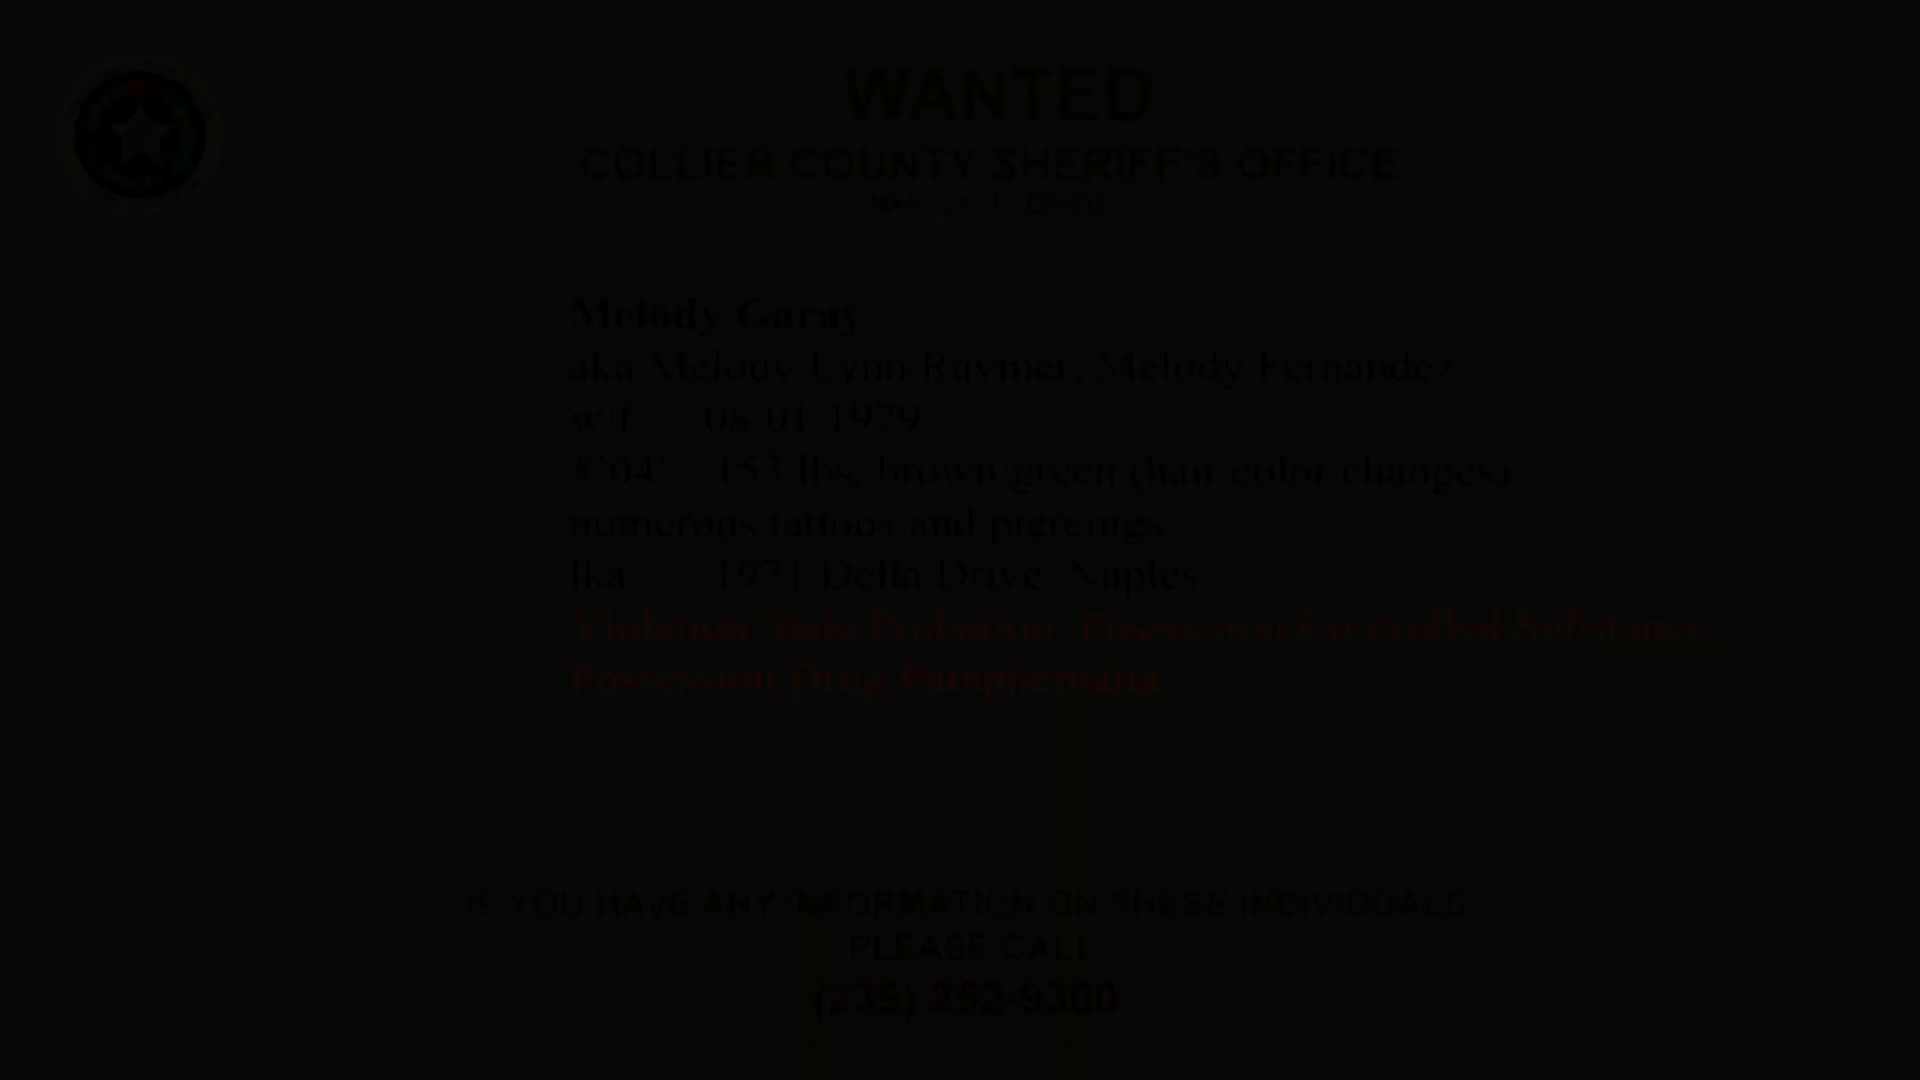 WANTED
COLLIER COUNTY SHERIFF'S OFFICE
NAPLES, FLORIDA
Melody Garay
aka Melody Lynn Raymer; Melody Fernandez
w/f 08/01/1979
5'04" 153 lbs, brown/green (hair color changes)
numerous tattoos and piercings
lka: 1971 Della Drive, Naples
Violation State Probation: Possession Controlled Substance,
Possession Drug Paraphernalia
IF YOU HAVE ANY INFORMATION ON THESE INDIVIDUALS,
PLEASE CALL
(239) 252-9300